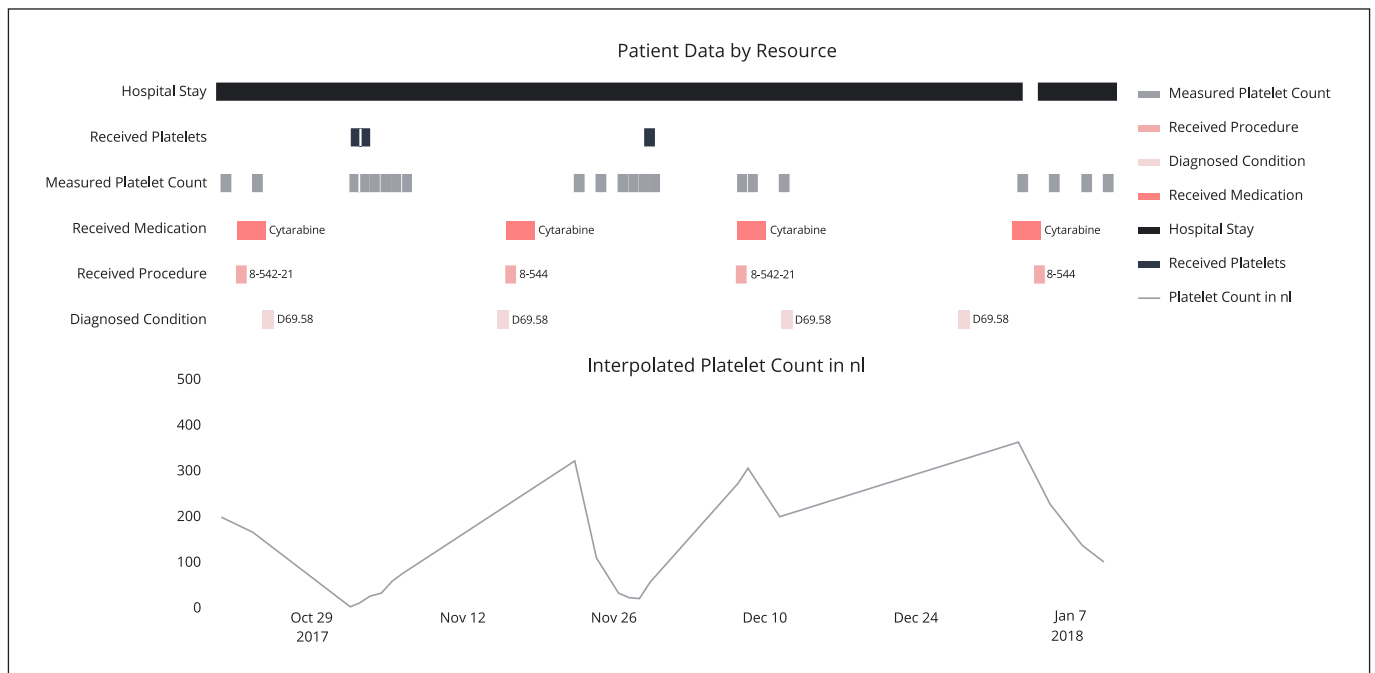 Patient Data by Resource
Hospital Stay
Received Platelets
Measured Platelet Count
Received Medication
Cytarabine
Cytarabine
Cytarabine
Cytarabine
Received Procedure
8-542-21
8-544
8-542-21
8-544
Diagnosed Condition
D69.58
D69.58
D69.58
D69.58
Measured Platelet Count
Received Procedure
Diagnosed Condition
Received Medication
Hospital Stay
Received Platelets
Platelet Count in nl
Interpolated Platelet Count in nl
500
400
300
200
100
0
Oct 29
2017
Nov 12
Nov 26
Dec 10
Dec 24
Jan 7
2018